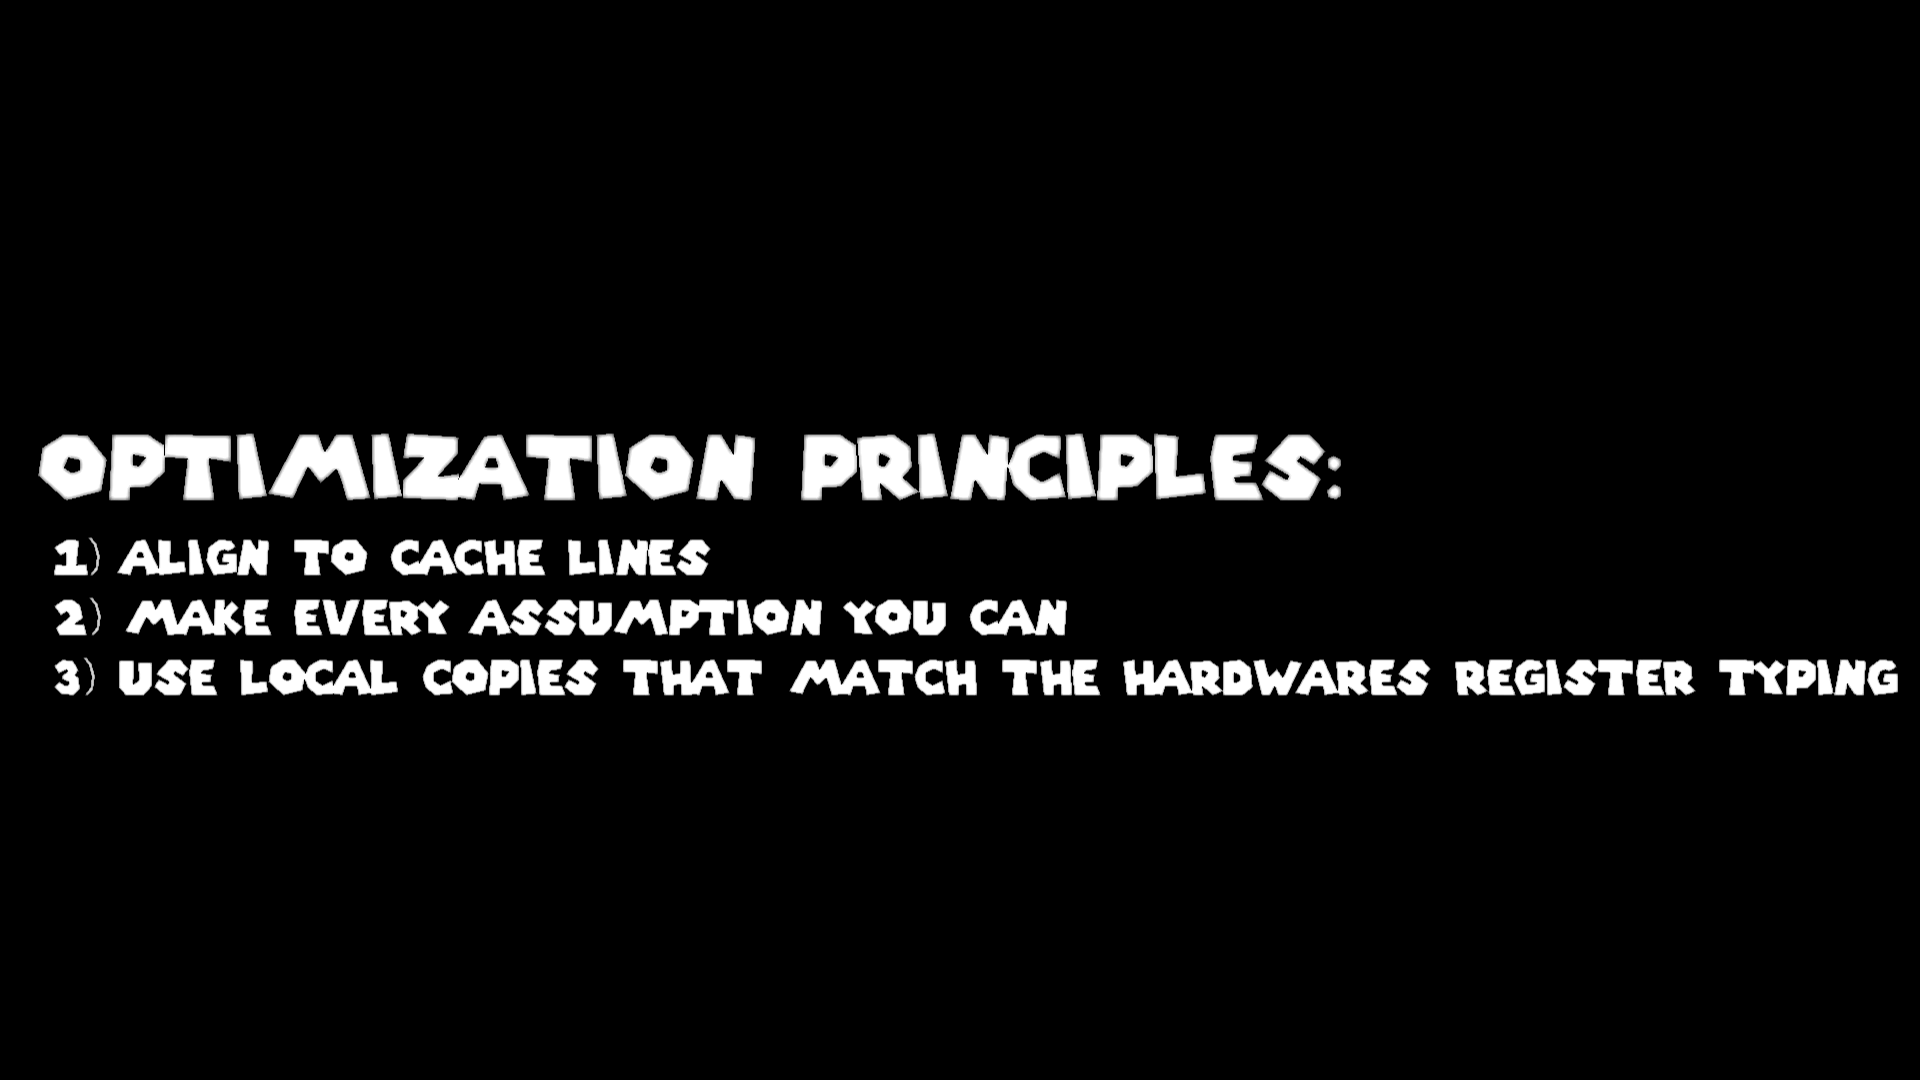 OPTIMIZATION PRINCIPLES:
1) ALIGN TO CACHE LINES
2) MAKE EVERY ASSUMPTION YOU CAN
3) USE LOCAL COPIES THAT MATCH THE HARDWARES REGISTER TYPING